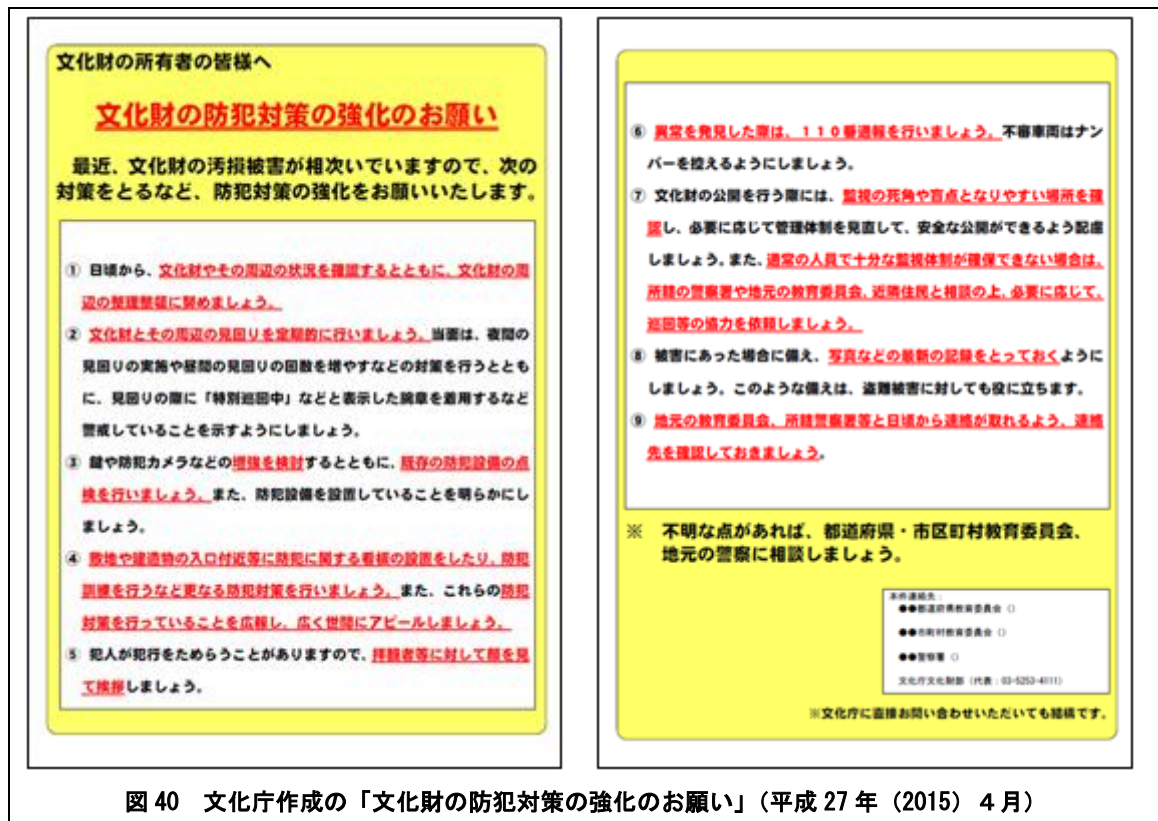 文化財の所有者の皆様へ
文化財の防犯対策の強化のお願い
最近、文化財の汚損被害が相次いでいますので、次の
対策をとるなど、防犯対策の強化をお願いいたします。
① 日頃から、文化財やその周辺の状況を確認するとともに、文化財の周
辺の整理整頓に努めましょう。
② 文化財とその周辺の見回りを定期的に行いましょう。当面は、夜間の
見回りの実施や昼間の見回りの回数を増やすなどの対策を行うととも
に、見回りの際に「特別巡回中」などと表示した腕章を着用するなど
警戒していることを示すようにしましょう。
③ 鍵や防犯カメラなどの増強を検討するとともに、既存の防犯設備の点
検を行いましょう。また、防犯設備を設置していることを明らかにし
ましょう。
④ 敷地や建造物の入口付近等に防犯に関する看板の設置をしたり、防犯
訓練を行うなど更なる防犯対策を行いましょう。また、これらの防犯
対策を行っていることを広報し、広く世間にアピールしましょう。
⑤ 犯人が犯行をためらうことがありますので、拝観者等に対して顔を見
て挨拶しましょう。
⑥ 異常を発見した際は、１１０番通報を行いましょう。不審車両はナン
バーを控えるようにしましょう。
⑦ 文化財の公開を行う際には、監視の死角や盲点となりやすい場所を確
認し、必要に応じて管理体制を見直して、安全な公開ができるよう配慮
しましょう。また、通常の人員で十分な監視体制が確保できない場合は、
所轄の警察署や地元の教育委員会、近隣住民と相談の上、必要に応じて、
巡回等の協力を依頼しましょう。
⑧ 被害にあった場合に備え、写真などの最新の記録をとっておくように
しましょう。このような備えは、盗難被害に対しても役に立ちます。
⑨ 地元の教育委員会、所轄警察署等と日頃から連絡が取れるよう、連絡
先を確認しておきましょう。
※ 不明な点があれば、都道府県・市区町村教育委員会、
地元の警察に相談しましょう。
本件連絡先：
●●都道府県教育委員会（）
●●市町村教育委員会（）
●●警察署（）
文化庁文化財部（代表：03-5253-4111）
※文化庁に直接お問い合わせいただいても結構です。
図 40 文化庁作成の「文化財の防犯対策の強化のお願い」（平成 27 年（2015）４月）